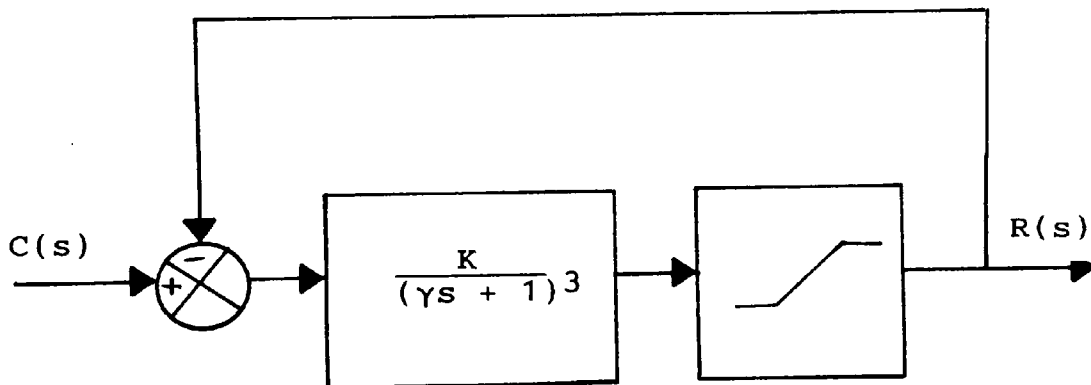 C(s)
−
+
K
(γs + 1)3
R(s)